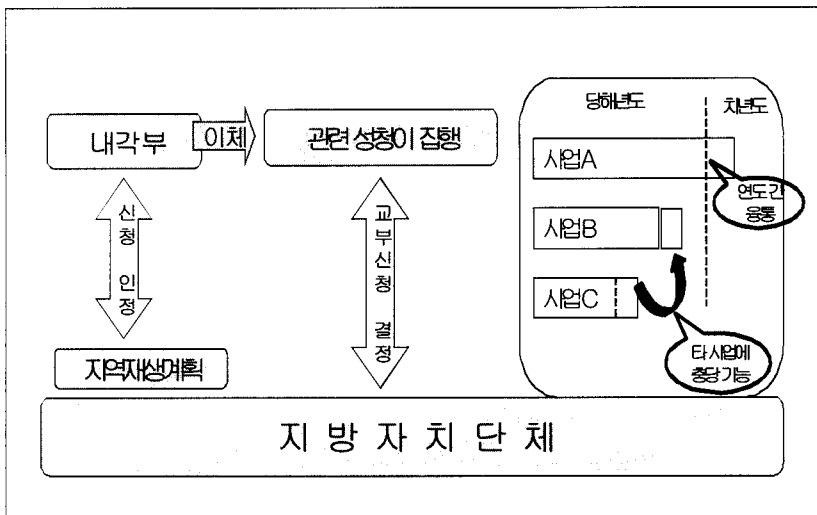 당해년도
차년도
내각부
이체
관련 성청이 집행
사업A
연도간
융통
신청 인정
교부신청 결정
사업B
사업C
타 사업에
충당 가능
지역재생계획
지방자치단체